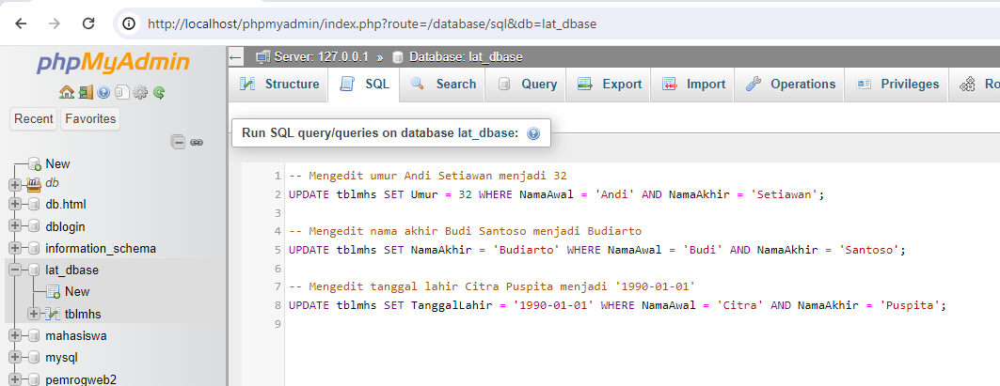 http://localhost/phpmyadmin/index.php?route=/database/sql&db=lat_dbase
phpMyAdmin
Recent Favorites
New
db
db.html
dblogin
information_schema
lat_dbase
New
tblmhs
mahasiswa
mysql
pemrogweb2
Server: 127.0.0.1 » Database: lat_dbase
Structure SQL Search Query Export Import Operations Privileges Ro
Run SQL query/queries on database lat_dbase:
1 -- Mengedit umur Andi Setiawan menjadi 32
2 UPDATE tblmhs SET Umur = 32 WHERE NamaAwal = 'Andi' AND NamaAkhir = 'Setiawan';
3
4 -- Mengedit nama akhir Budi Santoso menjadi Budiarto
5 UPDATE tblmhs SET NamaAkhir = 'Budiarto' WHERE NamaAwal = 'Budi' AND NamaAkhir = 'Santoso';
6
7 -- Mengedit tanggal lahir Citra Puspita menjadi '1990-01-01'
8 UPDATE tblmhs SET TanggalLahir = '1990-01-01' WHERE NamaAwal = 'Citra' AND NamaAkhir = 'Puspita';
9